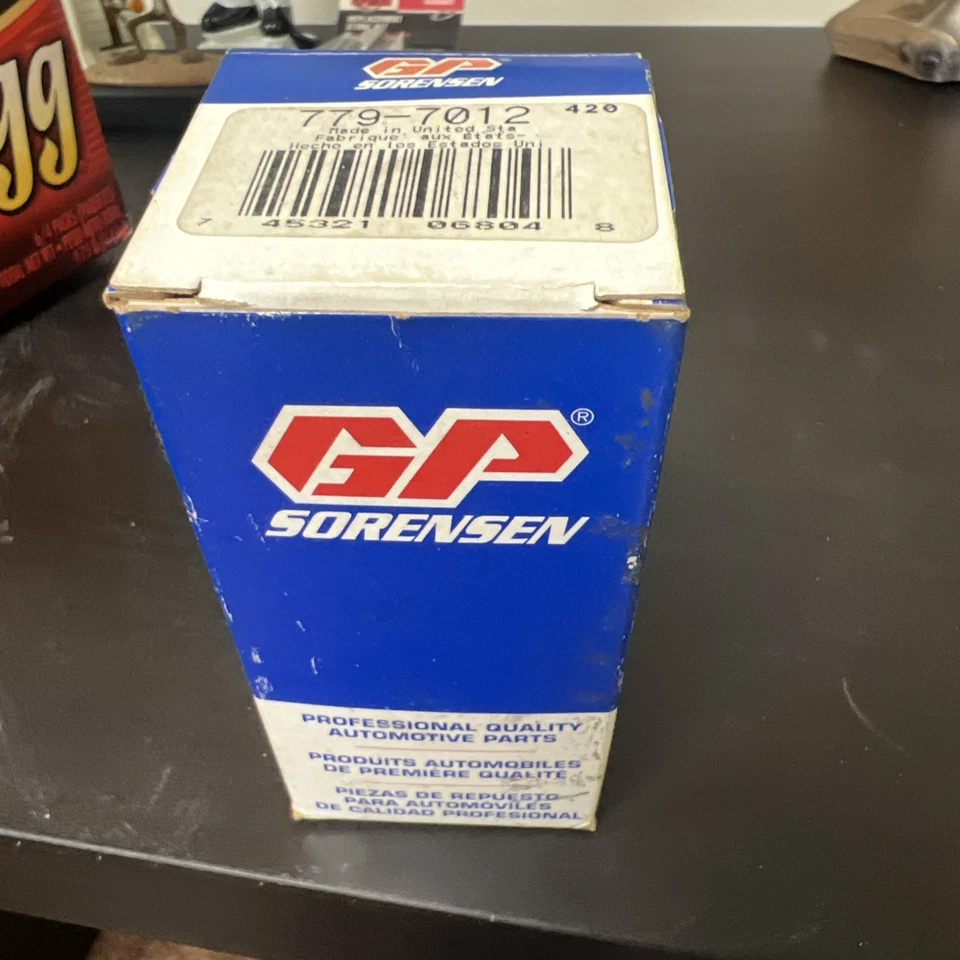 GP
SORENSEN
779-7012 420
Made in United Sta
Fabrique' aux Etats-
Hecho en los Estados Uni
7 45321 06804 8
GP®
SORENSEN
PROFESSIONAL QUALITY
AUTOMOTIVE PARTS
PRODUITS AUTOMOBILES
DE PREMIÈRE QUALITÉ
PIEZAS DE REPUESTO
PARA AUTOMÓVILES
DE CALIDAD PROFESIONAL
gg